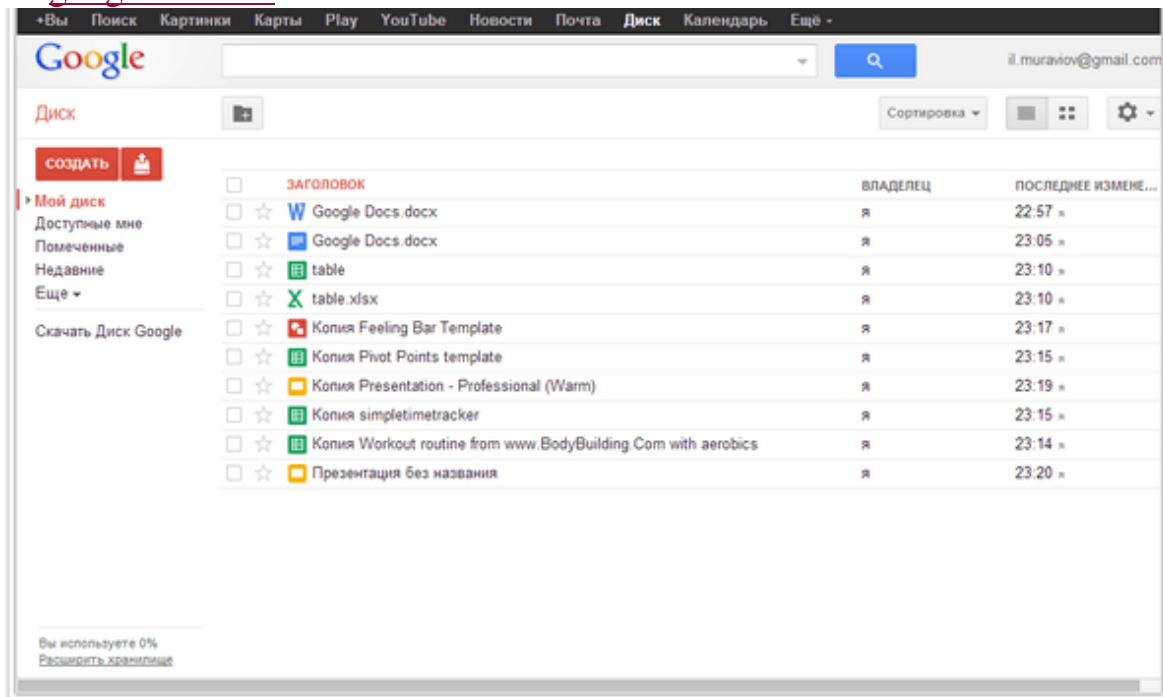 +Вы Поиск Картинки Карты Play YouTube Новости Почта Диск Календарь Ещё
Google il.muraviov@gmail.com
Диск Сортировка
СОЗДАТЬ
ЗАГОЛОВОК ВЛАДЕЛЕЦ ПОСЛЕДНЕЕ ИЗМЕНЕ...
Мой диск
Доступные мне
Помеченные
Недавние
Еще
Скачать Диск Google
W Google Docs.docx я 22:57 я
Google Docs.docx я 23:05 я
table я 23:10 я
X table.xlsx я 23:10 я
Копия Feeling Bar Template я 23:17 я
Копия Pivot Points template я 23:15 я
Копия Presentation - Professional (Warm) я 23:19 я
Копия simpletimetracker я 23:15 я
Копия Workout routine from www.BodyBuilding.Com with aerobics я 23:14 я
Презентация без названия я 23:20 я
Вы используете 0%
Расширить хранилище